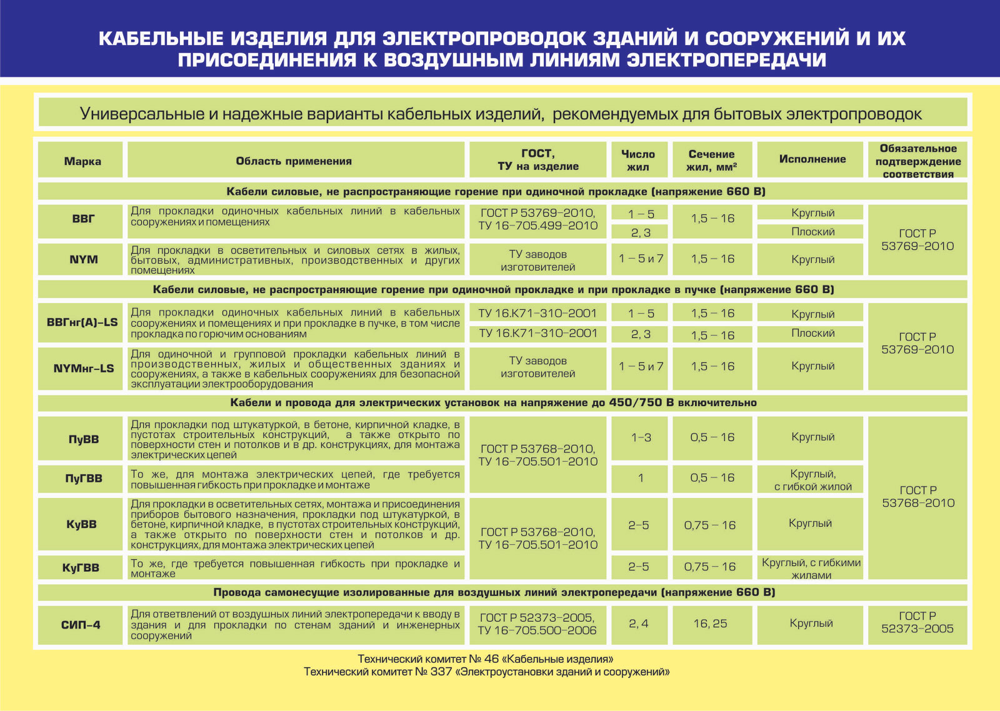 КАБЕЛЬНЫЕ ИЗДЕЛИЯ ДЛЯ ЭЛЕКТРОПРОВОДОК ЗДАНИЙ И СООРУЖЕНИЙ И ИХ
ПРИСОЕДИНЕНИЯ К ВОЗДУШНЫМ ЛИНИЯМ ЭЛЕКТРОПЕРЕДАЧИ
Универсальные и надежные варианты кабельных изделий, рекомендуемых для бытовых электропроводок
Марка
Область применения
ГОСТ,
ТУ на изделие
Число
жил
Сечение
жил, мм²
Исполнение
Обязательное
подтверждение
соответствия
Кабели силовые, не распространяющие горение при одиночной прокладке (напряжение 660 В)
ВВГ
Для прокладки одиночных кабельных линий в кабельных
сооружениях и помещениях
ГОСТ Р 53769–2010,
ТУ 16–705.499–2010
1 – 5
2, 3
1,5 – 16
Круглый
Плоский
ГОСТ Р
53769–2010
NYM
Для прокладки в осветительных и силовых сетях в жилых,
бытовых, административных, производственных и других
помещениях
ТУ заводов
изготовителей
1 – 5 и 7
1,5 – 16
Круглый
Кабели силовые, не распространяющие горение при одиночной прокладке и при прокладке в пучке (напряжение 660 В)
ВВГнг(А)–LS
Для прокладки одиночных кабельных линий в кабельных
сооружениях и помещениях и при прокладке в пучке, в том числе
прокладка по горючим основаниям
ТУ 16.К71–310–2001
1 – 5
1,5 – 16
Круглый
ТУ 16.К71–310–2001
2, 3
1,5 – 16
Плоский
ГОСТ Р
53769–2010
NYMнг–LS
Для одиночной и групповой прокладки кабельных линий в
производственных, жилых и общественных зданиях и
сооружениях, а также в кабельных сооружениях для безопасной
эксплуатации электрооборудования
ТУ заводов
изготовителей
1 – 5 и 7
1,5 – 16
Круглый
Кабели и провода для электрических установок на напряжение до 450/750 В включительно
ПуВВ
Для прокладки под штукатуркой, в бетоне, кирпичной кладке, в
пустотах строительных конструкций, а также открыто по
поверхности стен и потолков и в др. конструкциях, для монтажа
электрических цепей
ГОСТ Р 53768–2010,
ТУ 16–705.501–2010
1–3
0,5 – 16
Круглый
ПуГВВ
То же, для монтажа электрических цепей, где требуется
повышенная гибкость при прокладке и монтаже
1
0,5 – 16
Круглый,
с гибкой жилой
ГОСТ Р
53768–2010
КуВВ
Для прокладки в осветительных сетях, монтажа и присоединения
приборов бытового назначения, прокладки под штукатуркой, в
бетоне, кирпичной кладке, в пустотах строительных конструкций,
а также открыто по поверхности стен и потолков и др.
конструкциях, для монтажа электрических цепей
ГОСТ Р 53768–2010,
ТУ 16–705.501–2010
2–5
0,75 – 16
Круглый
КуГВВ
То же, где требуется повышенная гибкость при прокладке и
монтаже
2–5
0,75 – 16
Круглый, с гибкими
жилами
Провода самонесущие изолированные для воздушных линий электропередачи (напряжение 660 В)
СИП–4
Для ответвлений от воздушных линий электропередачи к вводу в
здания и для прокладки по стенам зданий и инженерных
сооружений
ГОСТ Р 52373–2005,
ТУ 16–705.500–2006
2, 4
16, 25
Круглый
ГОСТ Р
52373–2005
Технический комитет № 46 «Кабельные изделия»
Технический комитет № 337 «Электроустановки зданий и сооружений»